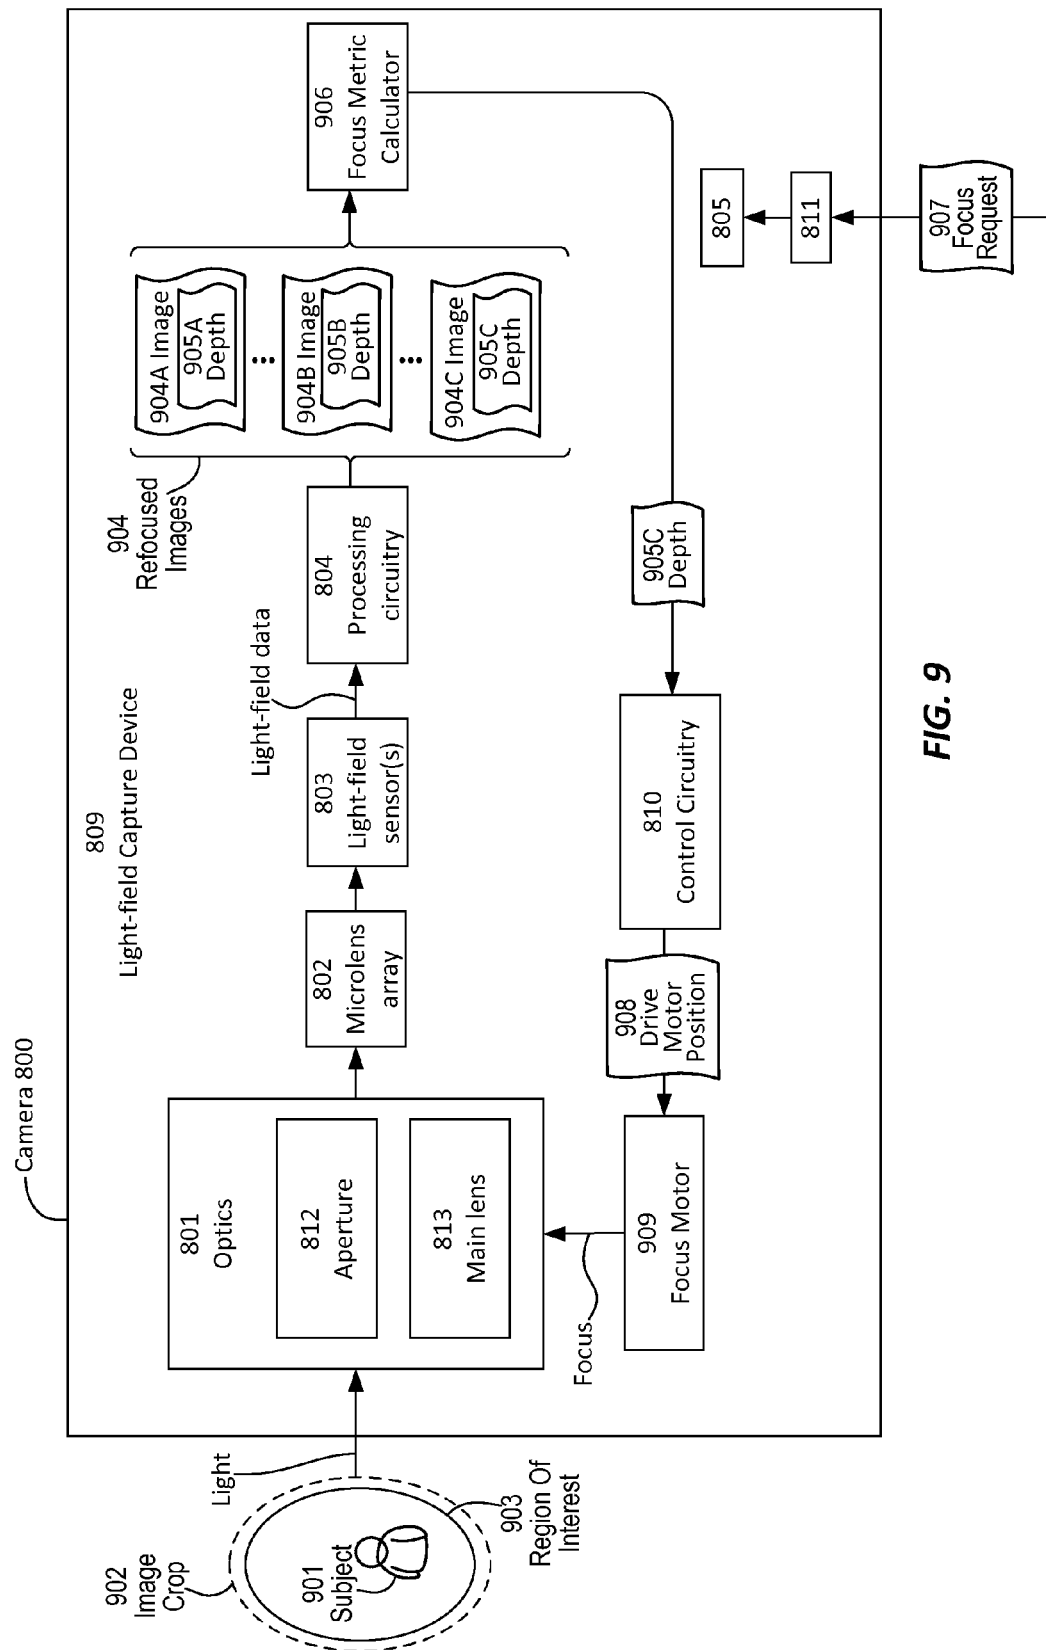 Camera 800
809
Light-field Capture Device
902
Image
Crop
901
Subject
903
Region Of
Interest
Light
801
Optics
812
Aperture
813
Main lens
802
Microlens
array
803
Light-field
sensor(s)
Light-field data
804
Processing
circuitry
904
Refocused
Images
904A Image
905A
Depth
904B Image
905B
Depth
904C Image
905C
Depth
906
Focus Metric
Calculator
Focus
909
Focus Motor
908
Drive
Motor
Position
810
Control Circuitry
905C
Depth
805
811
907
Focus
Request
FIG. 9